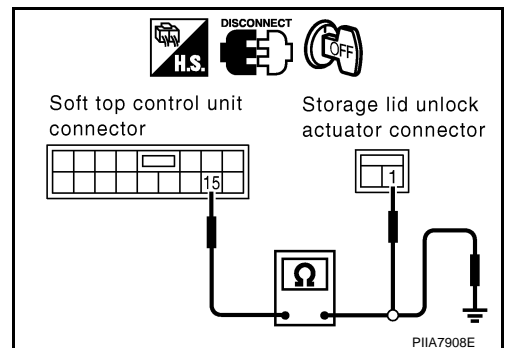 DISCONNECT
H.S.
OFF
Soft top control unit
connector
Storage lid unlock
actuator connector
15
1
Ω
PIIA7908E